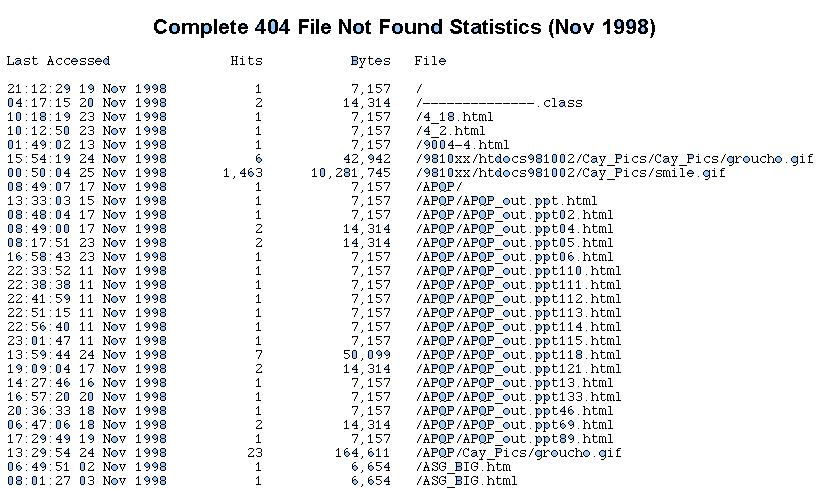 Complete 404 File Not Found Statistics (Nov 1998)
Last Accessed Hits Bytes File
21:12:29 19 Nov 1998 1 7,157 /
04:17:15 20 Nov 1998 2 14,314 /--------------.class
10:18:19 23 Nov 1998 1 7,157 /4_18.html
10:12:50 23 Nov 1998 1 7,157 /4_2.html
01:49:02 13 Nov 1998 1 7,157 /9004-4.html
15:54:19 24 Nov 1998 6 42,942 /9810xx/htdocs981002/Cay_Pics/Cay_Pics/groucho.gif
00:50:04 25 Nov 1998 1,463 10,281,745 /9810xx/htdocs981002/Cay_Pics/smile.gif
08:49:07 17 Nov 1998 1 7,157 /APQP/
13:33:03 15 Nov 1998 1 7,157 /APQP/APQP_out.ppt.html
08:48:04 17 Nov 1998 1 7,157 /APQP/APQP_out.ppt02.html
08:49:00 17 Nov 1998 2 14,314 /APQP/APQP_out.ppt04.html
08:17:51 23 Nov 1998 2 14,314 /APQP/APQP_out.ppt05.html
16:58:43 23 Nov 1998 1 7,157 /APQP/APQP_out.ppt06.html
22:33:52 11 Nov 1998 1 7,157 /APQP/APQP_out.ppt110.html
22:38:38 11 Nov 1998 1 7,157 /APQP/APQP_out.ppt111.html
22:41:59 11 Nov 1998 1 7,157 /APQP/APQP_out.ppt112.html
22:51:15 11 Nov 1998 1 7,157 /APQP/APQP_out.ppt113.html
22:56:40 11 Nov 1998 1 7,157 /APQP/APQP_out.ppt114.html
23:01:47 11 Nov 1998 1 7,157 /APQP/APQP_out.ppt115.html
13:59:44 24 Nov 1998 7 50,099 /APQP/APQP_out.ppt118.html
19:09:04 17 Nov 1998 2 14,314 /APQP/APQP_out.ppt121.html
14:27:46 16 Nov 1998 1 7,157 /APQP/APQP_out.ppt13.html
16:57:20 20 Nov 1998 1 7,157 /APQP/APQP_out.ppt133.html
20:36:33 18 Nov 1998 1 7,157 /APQP/APQP_out.ppt46.html
06:47:06 18 Nov 1998 2 14,314 /APQP/APQP_out.ppt69.html
17:29:49 19 Nov 1998 1 7,157 /APQP/APQP_out.ppt89.html
13:29:54 24 Nov 1998 23 164,611 /APQP/Cay_Pics/groucho.gif
06:49:51 02 Nov 1998 1 6,654 /ASG_BIG.htm
08:01:27 03 Nov 1998 1 6,654 /ASG_BIG.html